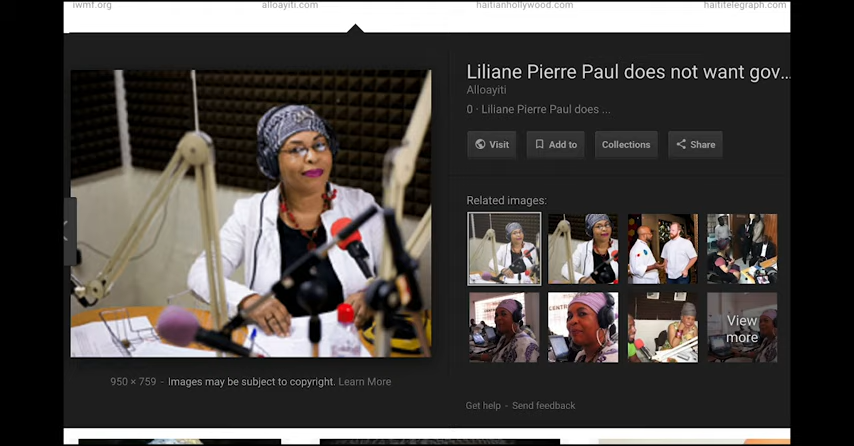 iwmf.org
alloayiti.com
haitianhollywood.com
haititelegraph.com
Liliane Pierre Paul does not want gov...
Alloayiti
0 · Liliane Pierre Paul does ...
Visit
Add to
Collections
Share
Related images:
View
more
950 × 759 - Images may be subject to copyright. Learn More
Get help - Send feedback